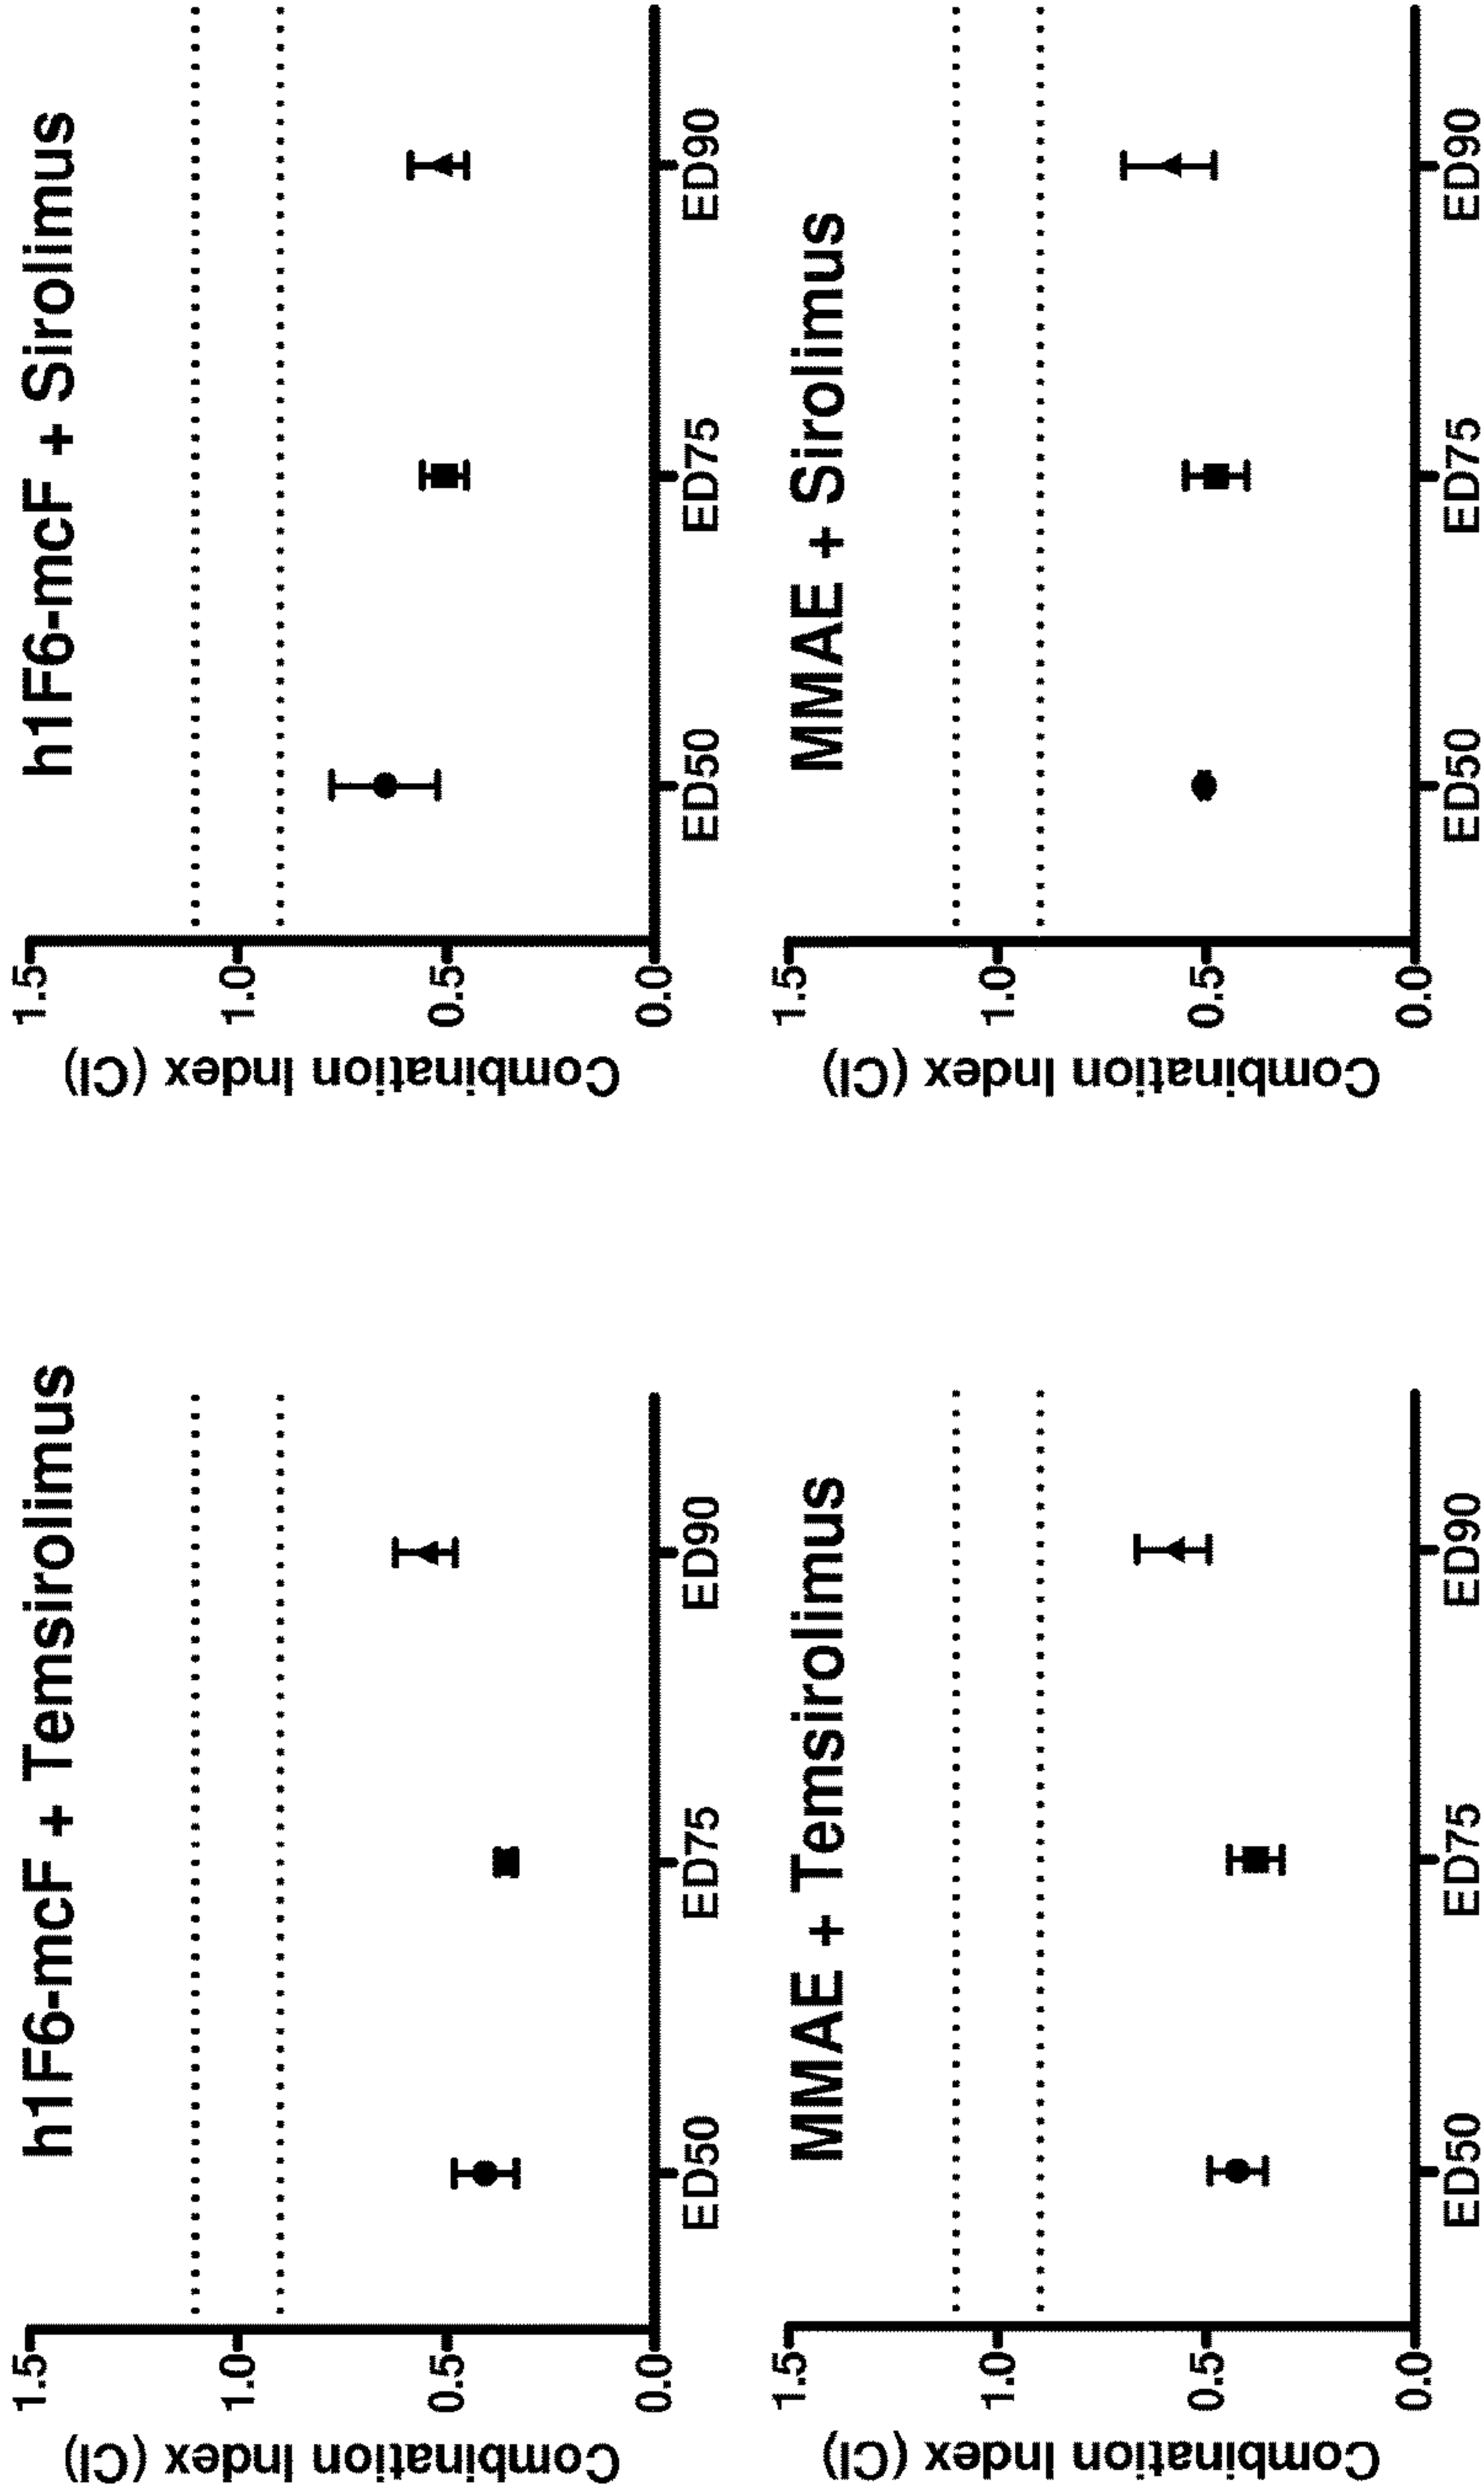 h1F6-mcF + Temsirolimus
Combination Index (CI)
1.5
1.0
0.5
0.0
ED50 ED75 ED90
h1F6-mcF + Sirolimus
Combination Index (CI)
1.5
1.0
0.5
0.0
ED50 ED75 ED90
MMAE + Temsirolimus
Combination Index (CI)
1.5
1.0
0.5
0.0
ED50 ED75 ED90
MMAE + Sirolimus
Combination Index (CI)
1.5
1.0
0.5
0.0
ED50 ED75 ED90